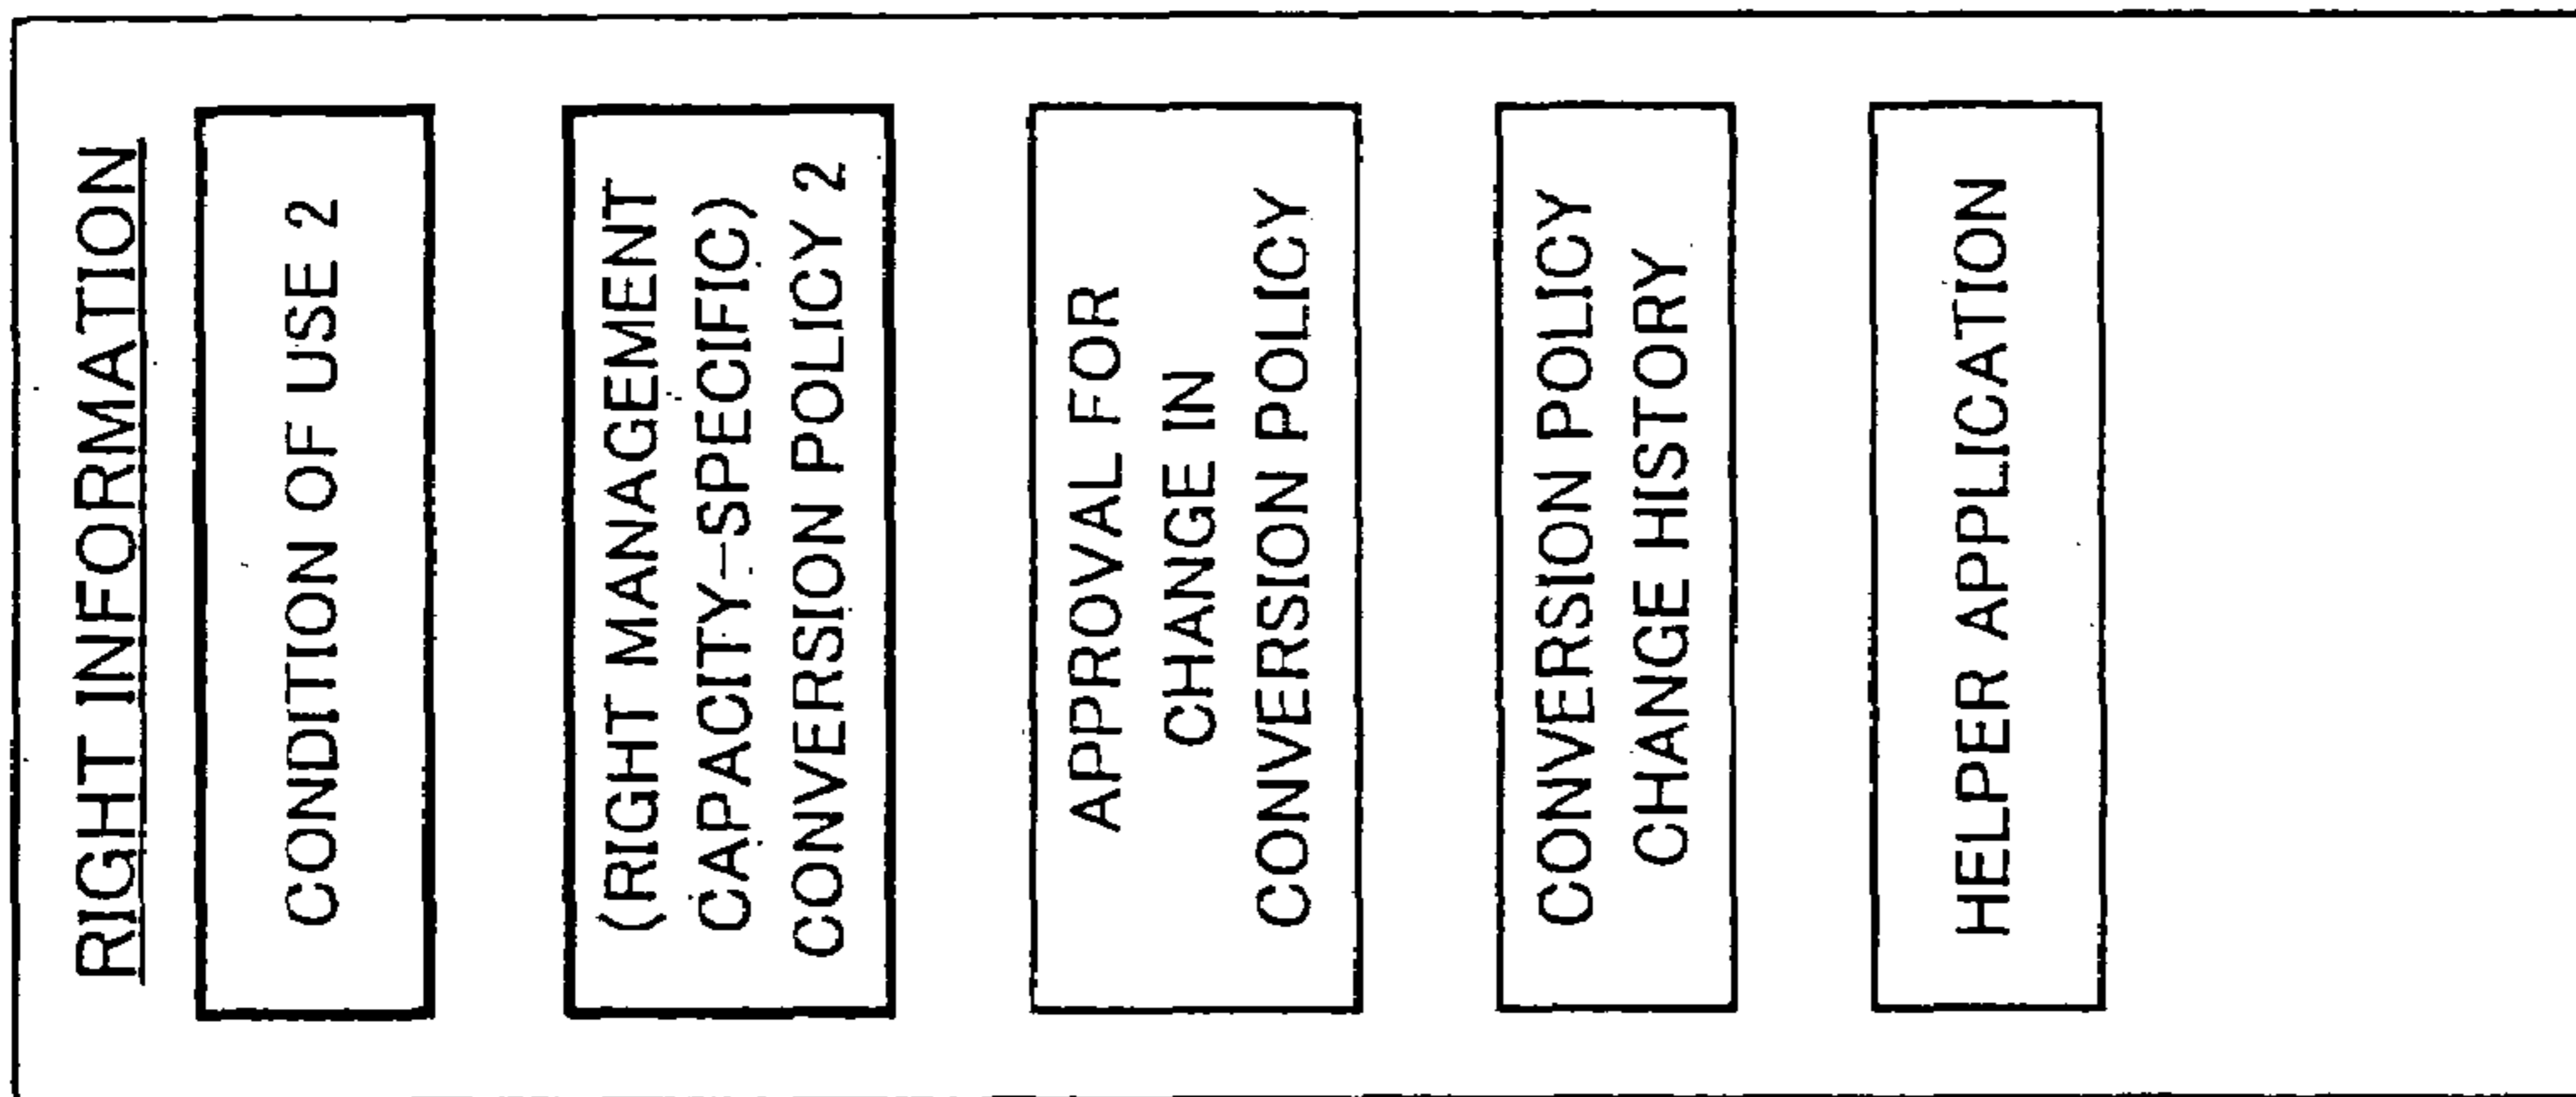 RIGHT INFORMATION
CONDITION OF USE 2
(RIGHT MANAGEMENT
CAPACITY-SPECIFIC)
CONVERSION POLICY 2
APPROVAL FOR
CHANGE IN
CONVERSION POLICY
CONVERSION POLICY
CHANGE HISTORY
HELPER APPLICATION